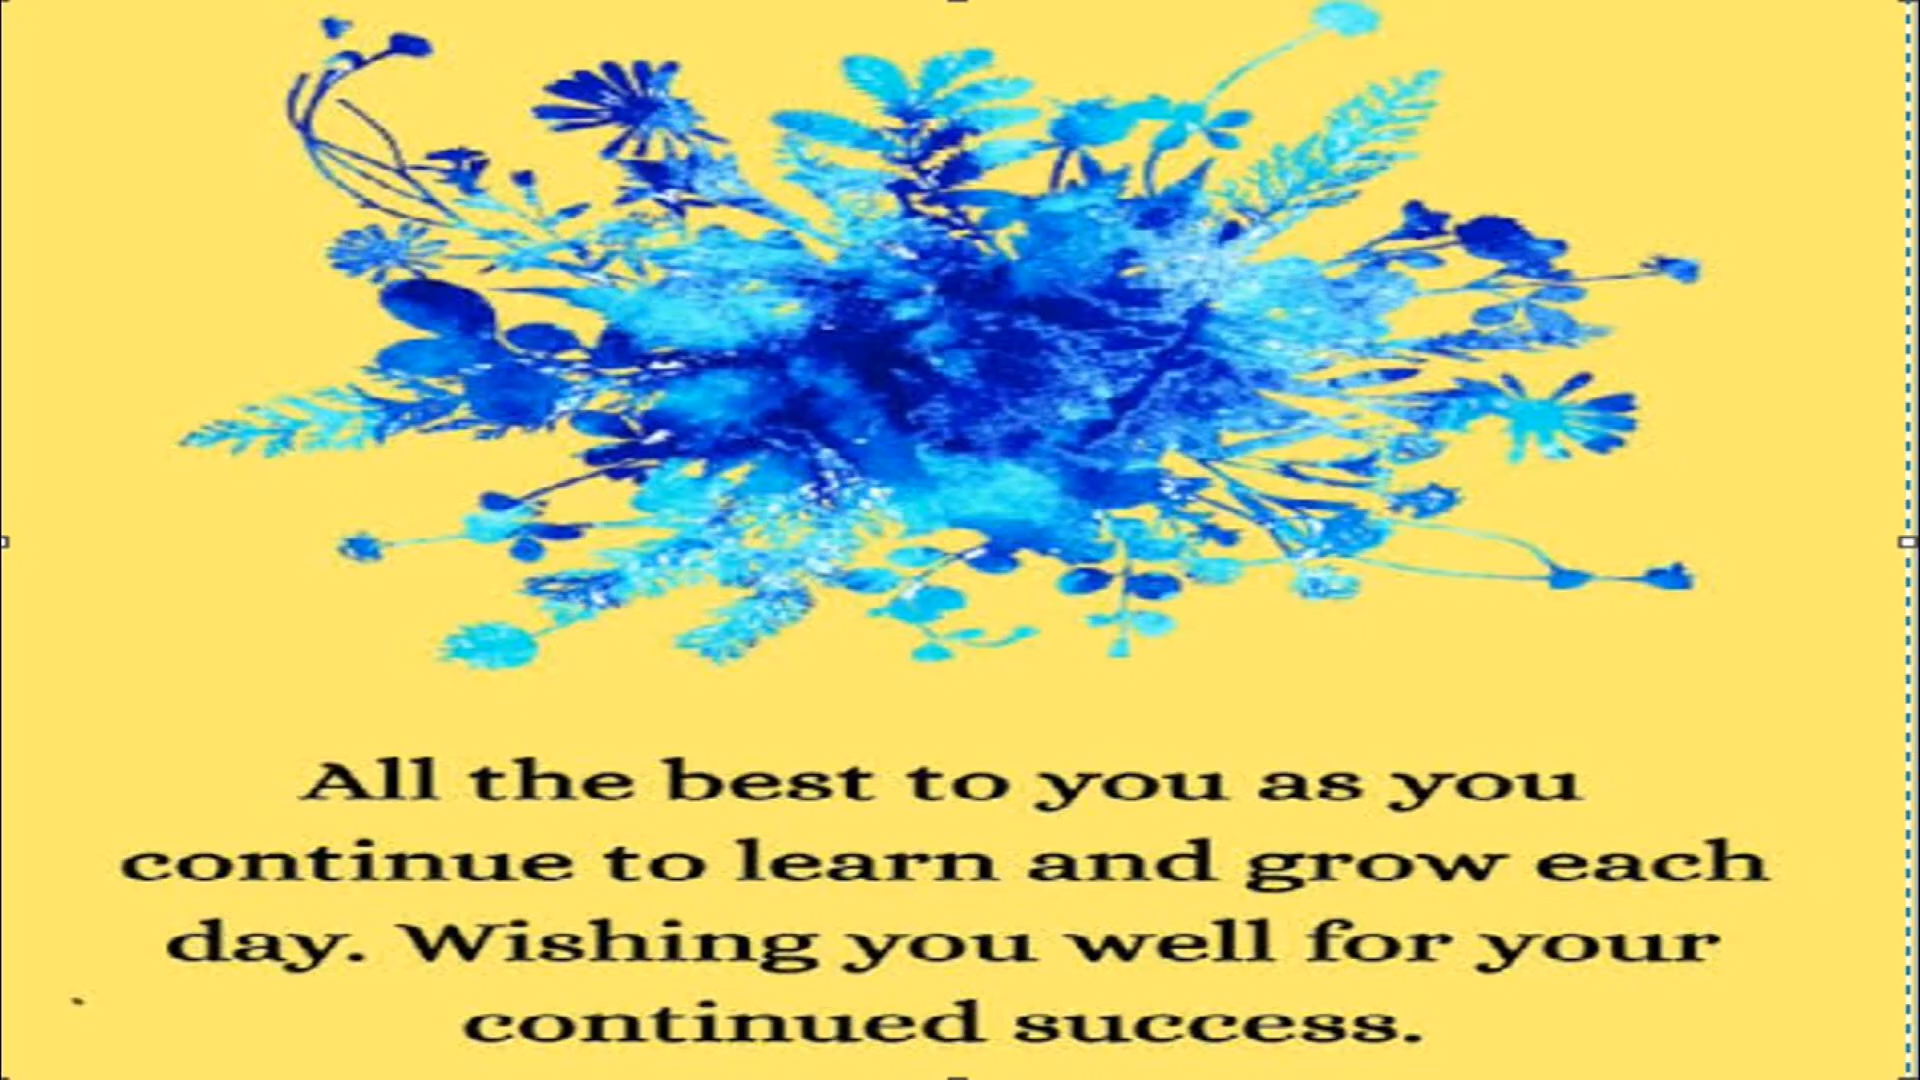 All the best to you as you
continue to learn and grow each
day. Wishing you well for your
continued success.